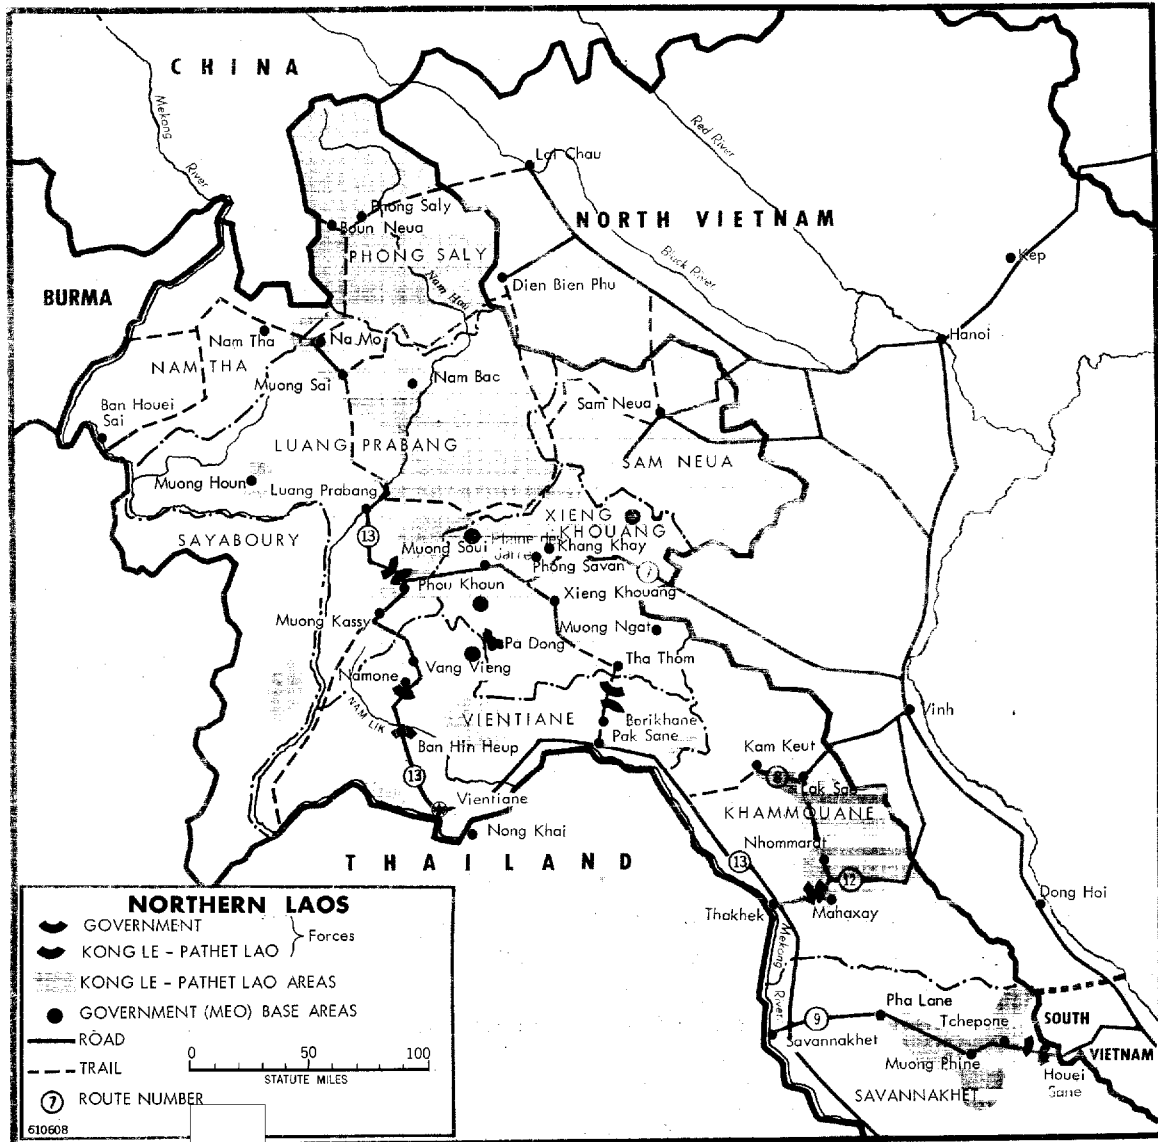 CHINA
Mekong
River
Red River
Lai Chau
NORTH VIETNAM
Phong Saly
Boun Neua
PHONG SALY
Black River
Kep
BURMA
Nam Hou
Dien Bien Phu
Nam Tha
Na Mo
Hanoi
NAM THA
Muong Sai
Nam Bac
Ban Houei
Sai
Sam Neua
LUANG PRABANG
SAM NEUA
Muong Houn
Luang Prabang
XIENG
KHOUANG
SAYABOURY
13
Muong Soui
Plaine des
Jarres
Khang Khay
Phong Savan
7
Phou Khoun
Xieng Khouang
Muong Kassy
Muong Ngat
Pa Dong
Tha Thom
Vang Vieng
Namone
NAM LIK
VIENTIANE
Borikhane
Pak Sane
Vinh
Ban Hin Heup
Kam Keut
13
8
Lak Sao
Vientiane
KHAMMOUANE
Nong Khai
Nhommarat
THAILAND
13
12
Thakhek
Mahaxay
Dong Hoi
Mekong
River
Pha Lane
Tchepone
SOUTH
9
Savannakhet
VIETNAM
Muong Phine
Houei
Sane
SAVANNAKHET
NORTHERN LAOS
GOVERNMENT
KONG LE - PATHET LAO
Forces
KONG LE - PATHET LAO AREAS
GOVERNMENT (MEO) BASE AREAS
ROAD
0 50 100
TRAIL
STATUTE MILES
7 ROUTE NUMBER
610608